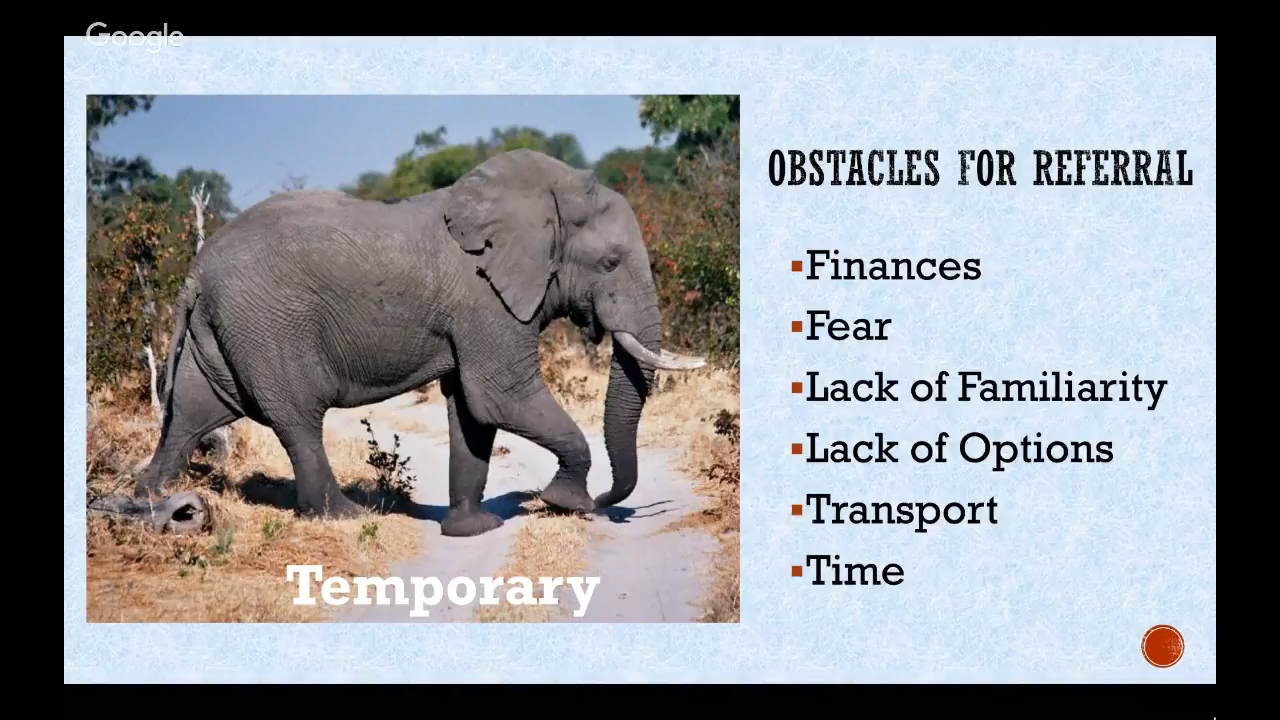 Google
OBSTACLES FOR REFERRAL
▪Finances
▪Fear
▪Lack of Familiarity
▪Lack of Options
▪Transport
▪Time
Temporary